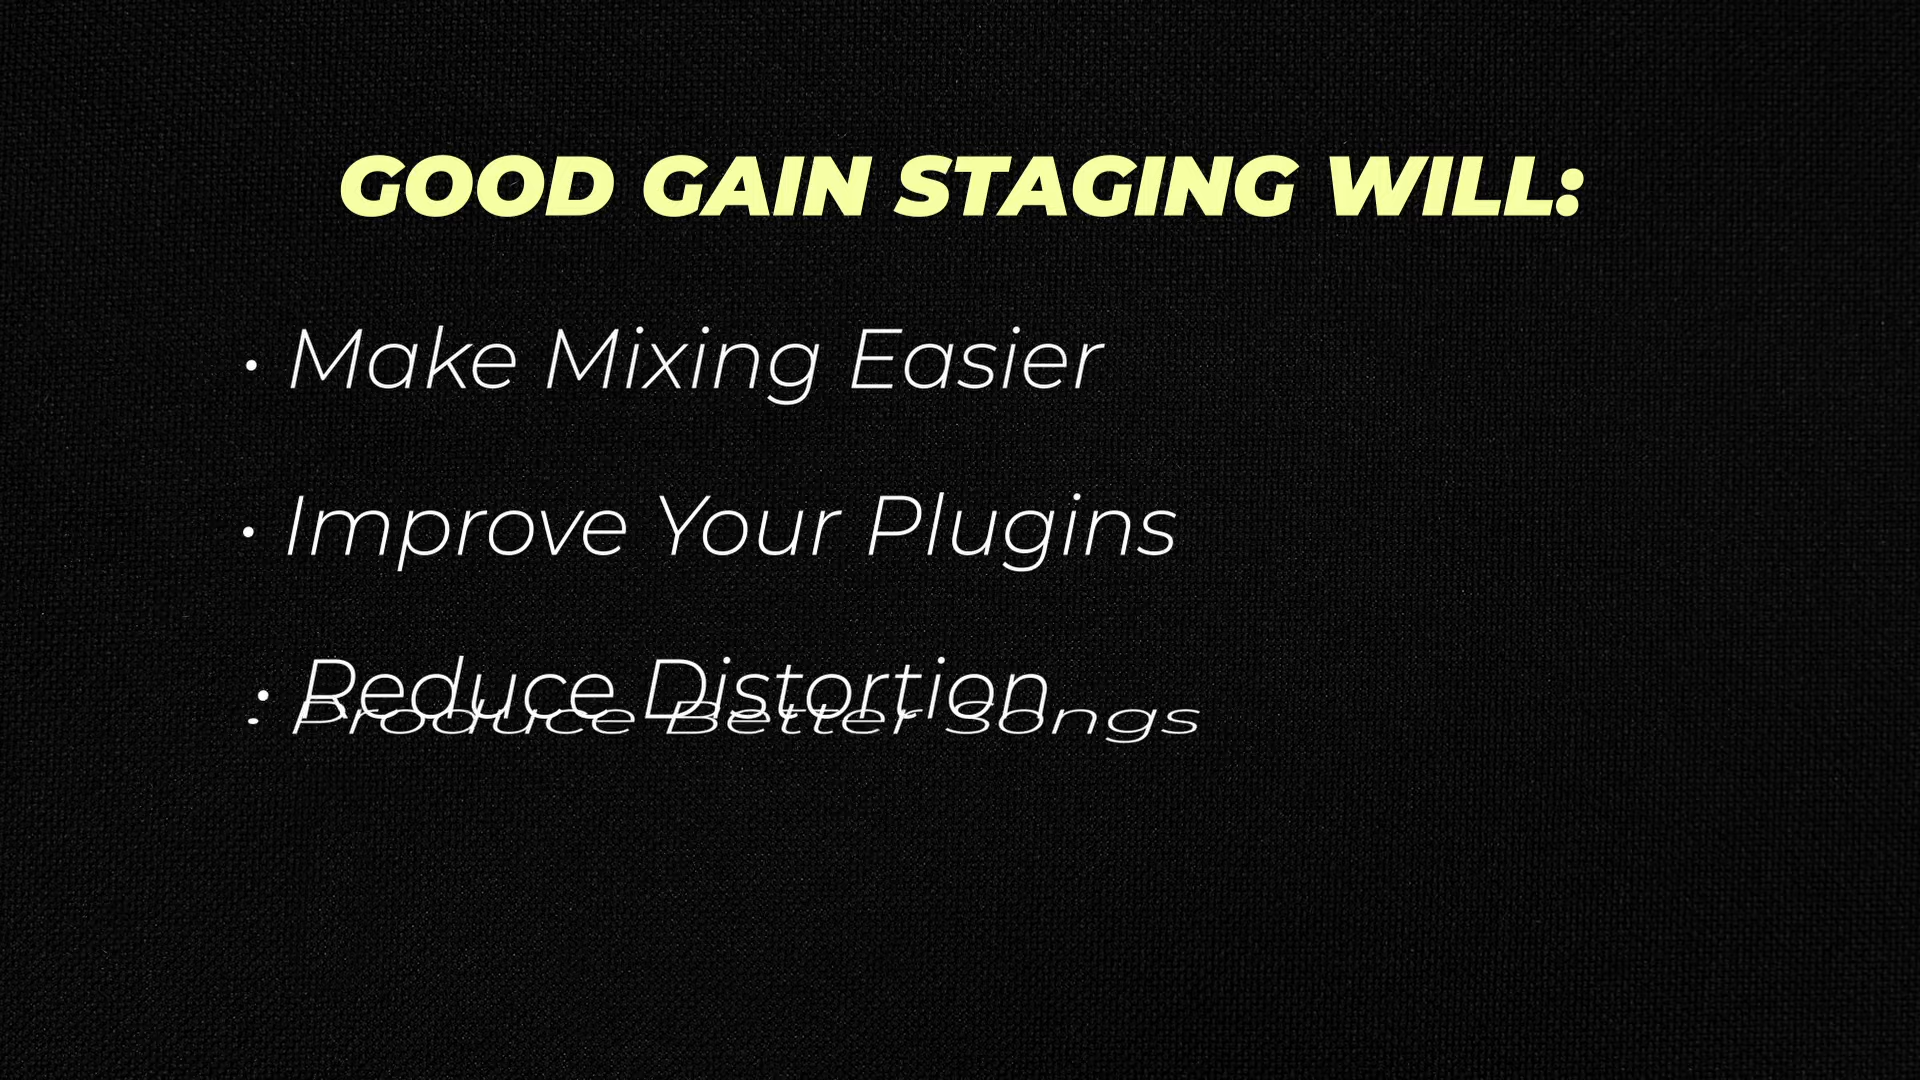 GOOD GAIN STAGING WILL:
• Make Mixing Easier
• Improve Your Plugins
• Reduce Distortion
• Produce Better Songs